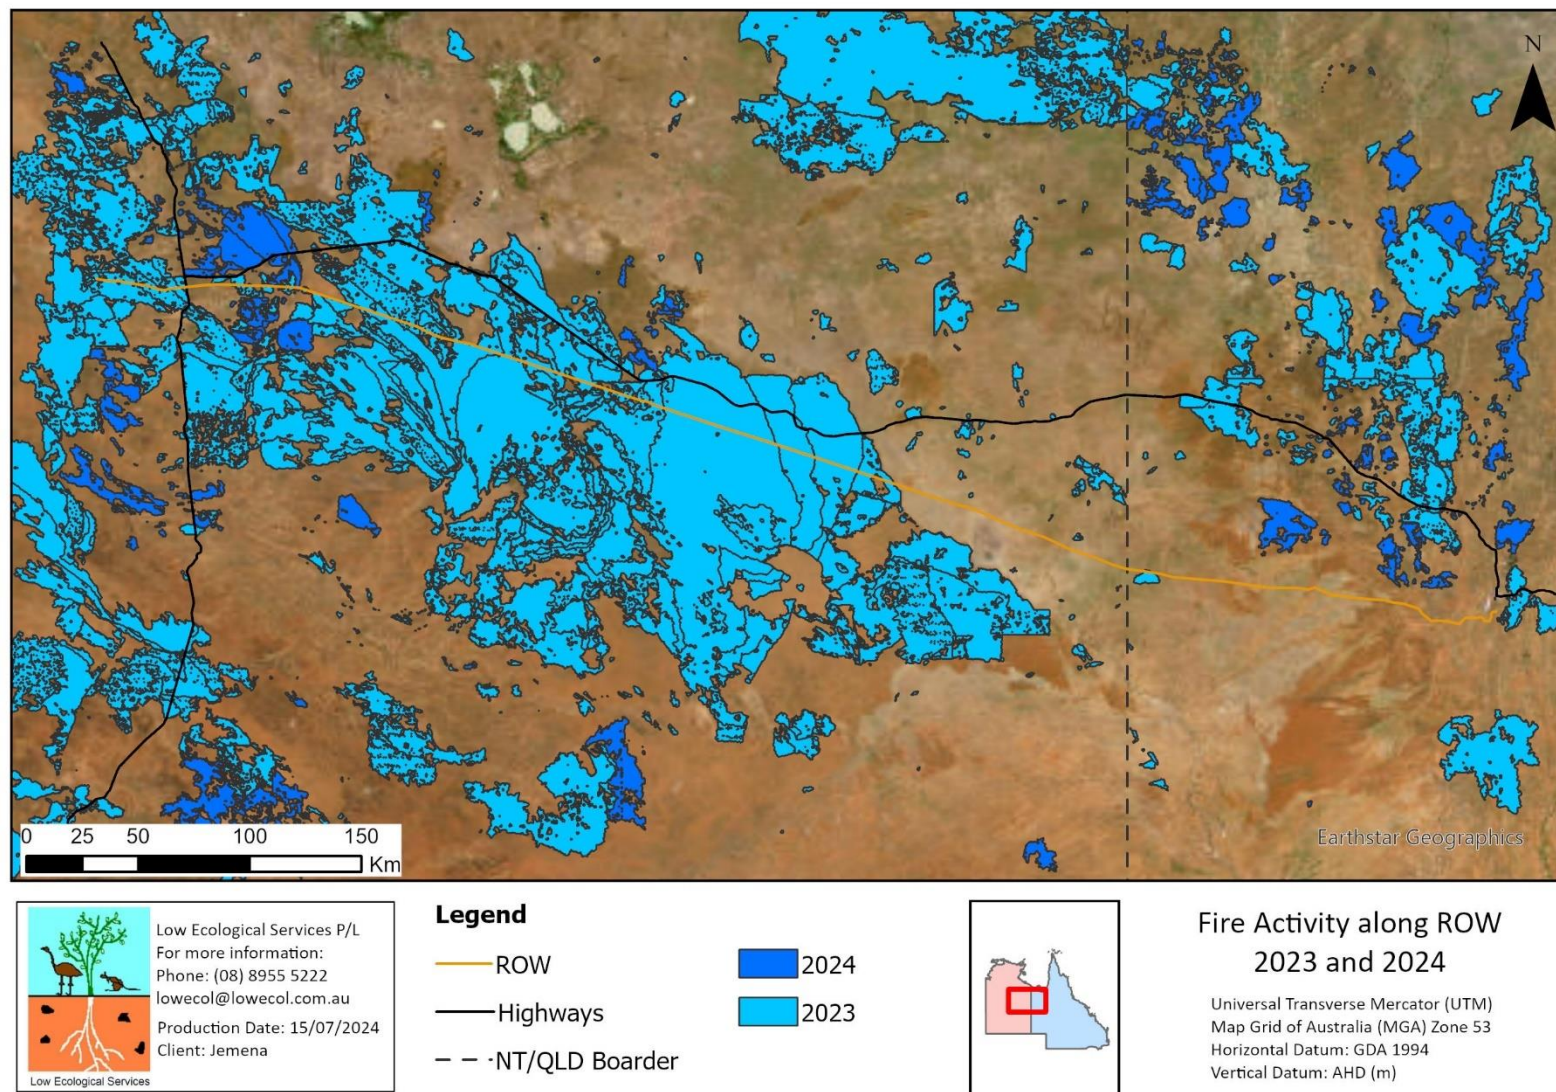 N
0 25 50 100 150
Km
Earthstar Geographics
Low Ecological Services P/L
For more information:
Phone: (08) 8955 5222
lowecol@lowecol.com.au
Production Date: 15/07/2024
Client: Jemena
Low Ecological Services
Legend
ROW
Highways
NT/QLD Boarder
2024
2023
Fire Activity along ROW
2023 and 2024
Universal Transverse Mercator (UTM)
Map Grid of Australia (MGA) Zone 53
Horizontal Datum: GDA 1994
Vertical Datum: AHD (m)